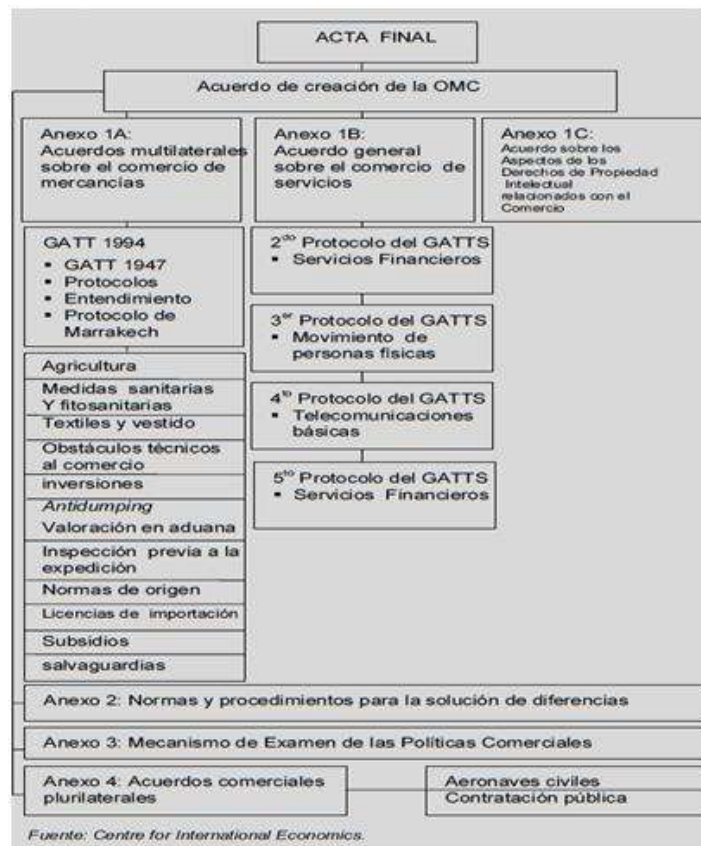 ACTA FINAL
Acuerdo de creación de la OMC
Anexo 1A:
Acuerdos multilaterales
sobre el comercio de
mercancías
Anexo 1B:
Acuerdo general
sobre el comercio de
servicios
Anexo 1C:
Acuerdo sobre los
Aspectos de los
Derechos de Propiedad
Intelectual
relacionados con el
Comercio
GATT 1994
▪ GATT 1947
▪ Protocolos
▪ Entendimiento
▪ Protocolo de
Marrakech
Agricultura
Medidas sanitarias
Y fitosanitarias
Textiles y vestido
Obstáculos técnicos
al comercio
inversiones
Antidumping
Valoración en aduana
Inspección previa a la
expedición
Normas de origen
Licencias de importación
Subsidios
salvaguardias
2do Protocolo del GATTS
▪ Servicios Financieros
3er Protocolo del GATTS
▪ Movimiento de
personas físicas
4to Protocolo del GATTS
▪ Telecomunicaciones
básicas
5to Protocolo del GATTS
▪ Servicios Financieros
Anexo 2: Normas y procedimientos para la solución de diferencias
Anexo 3: Mecanismo de Examen de las Políticas Comerciales
Anexo 4: Acuerdos comerciales
plurilaterales
Aeronaves civiles
Contratación pública
Fuente: Centre for International Economics.